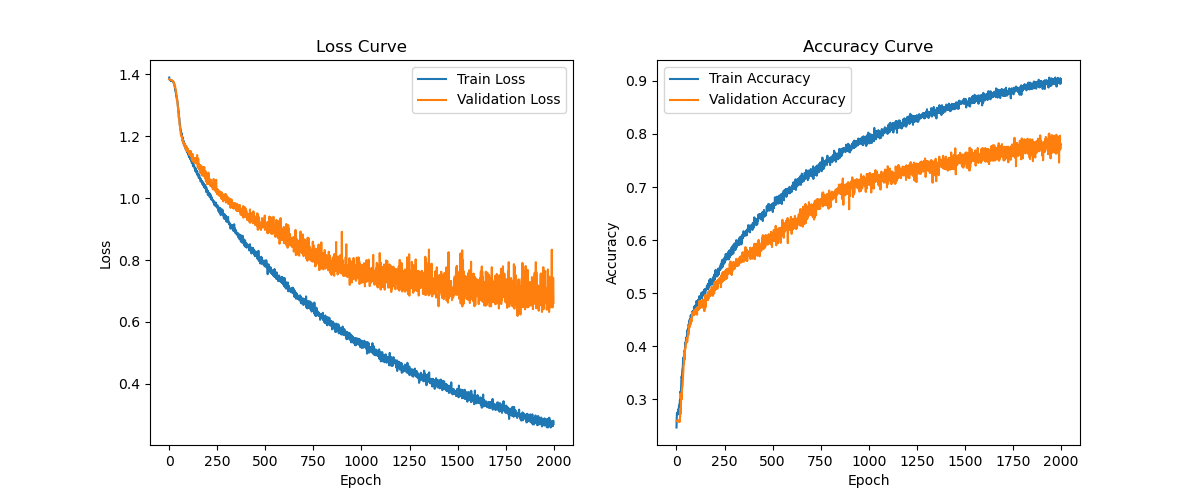 Loss Curve
Train Loss
Validation Loss
1.4
1.2
1.0
0.8
0.6
0.4
Loss
0 250 500 750 1000 1250 1500 1750 2000
Epoch
Accuracy Curve
Train Accuracy
Validation Accuracy
0.9
0.8
0.7
0.6
0.5
0.4
0.3
Accuracy
0 250 500 750 1000 1250 1500 1750 2000
Epoch